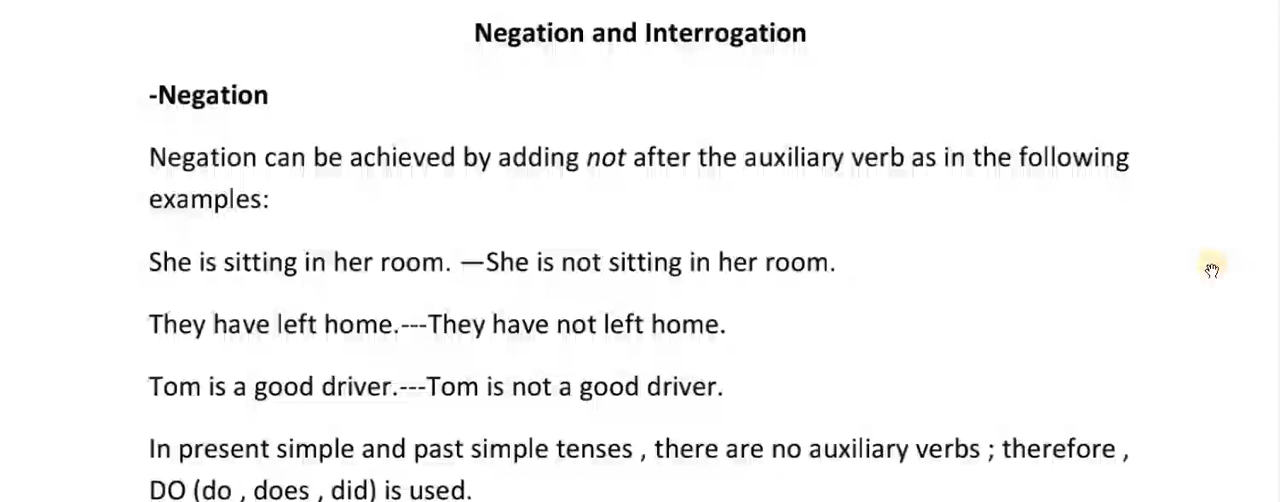 Negation and Interrogation
-Negation
Negation can be achieved by adding not after the auxiliary verb as in the following
examples:
She is sitting in her room. —She is not sitting in her room.
They have left home.---They have not left home.
Tom is a good driver.---Tom is not a good driver.
In present simple and past simple tenses , there are no auxiliary verbs ; therefore ,
DO (do , does , did) is used.